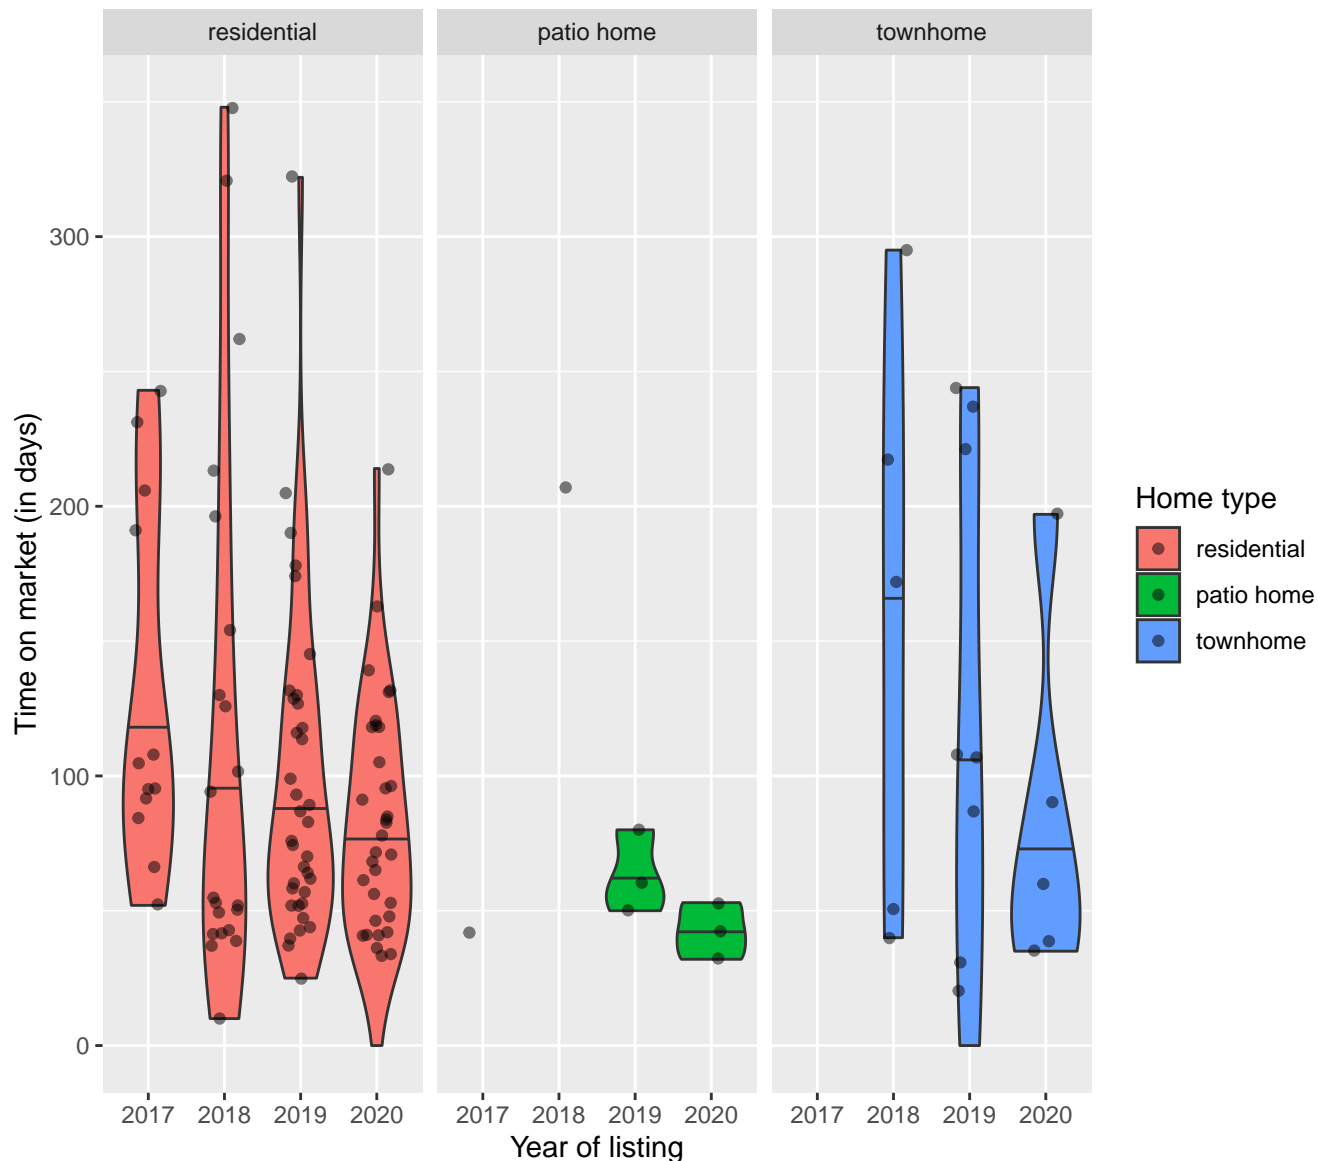 residential patio home townhome
300
200
100
0
Time on market (in days)
2017 2018 2019 2020 2017 2018 2019 2020 2017 2018 2019 2020
Year of listing
Home type
residential
patio home
townhome